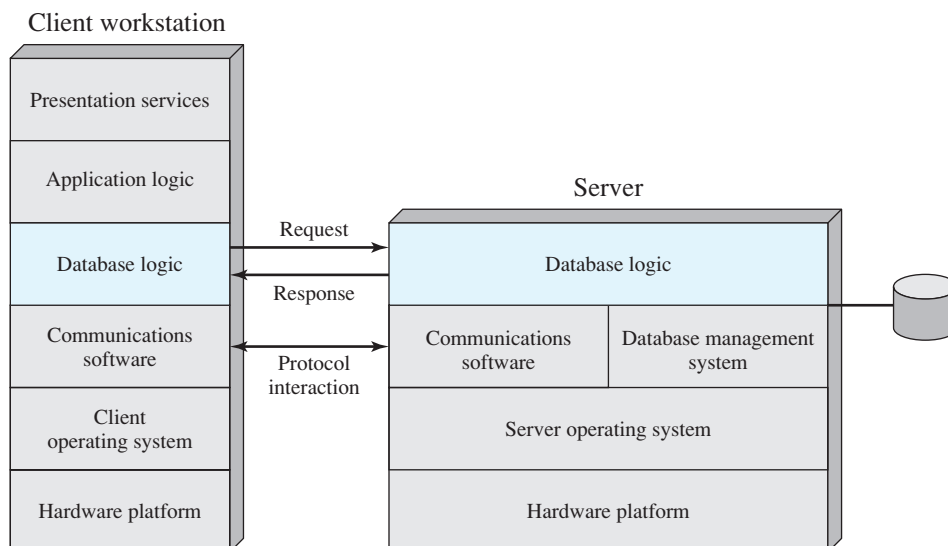 Client workstation
Presentation services
Application logic
Database logic
Communications
software
Client
operating system
Hardware platform
Request
Response
Protocol
interaction
Server
Database logic
Communications
software
Database management
system
Server operating system
Hardware platform